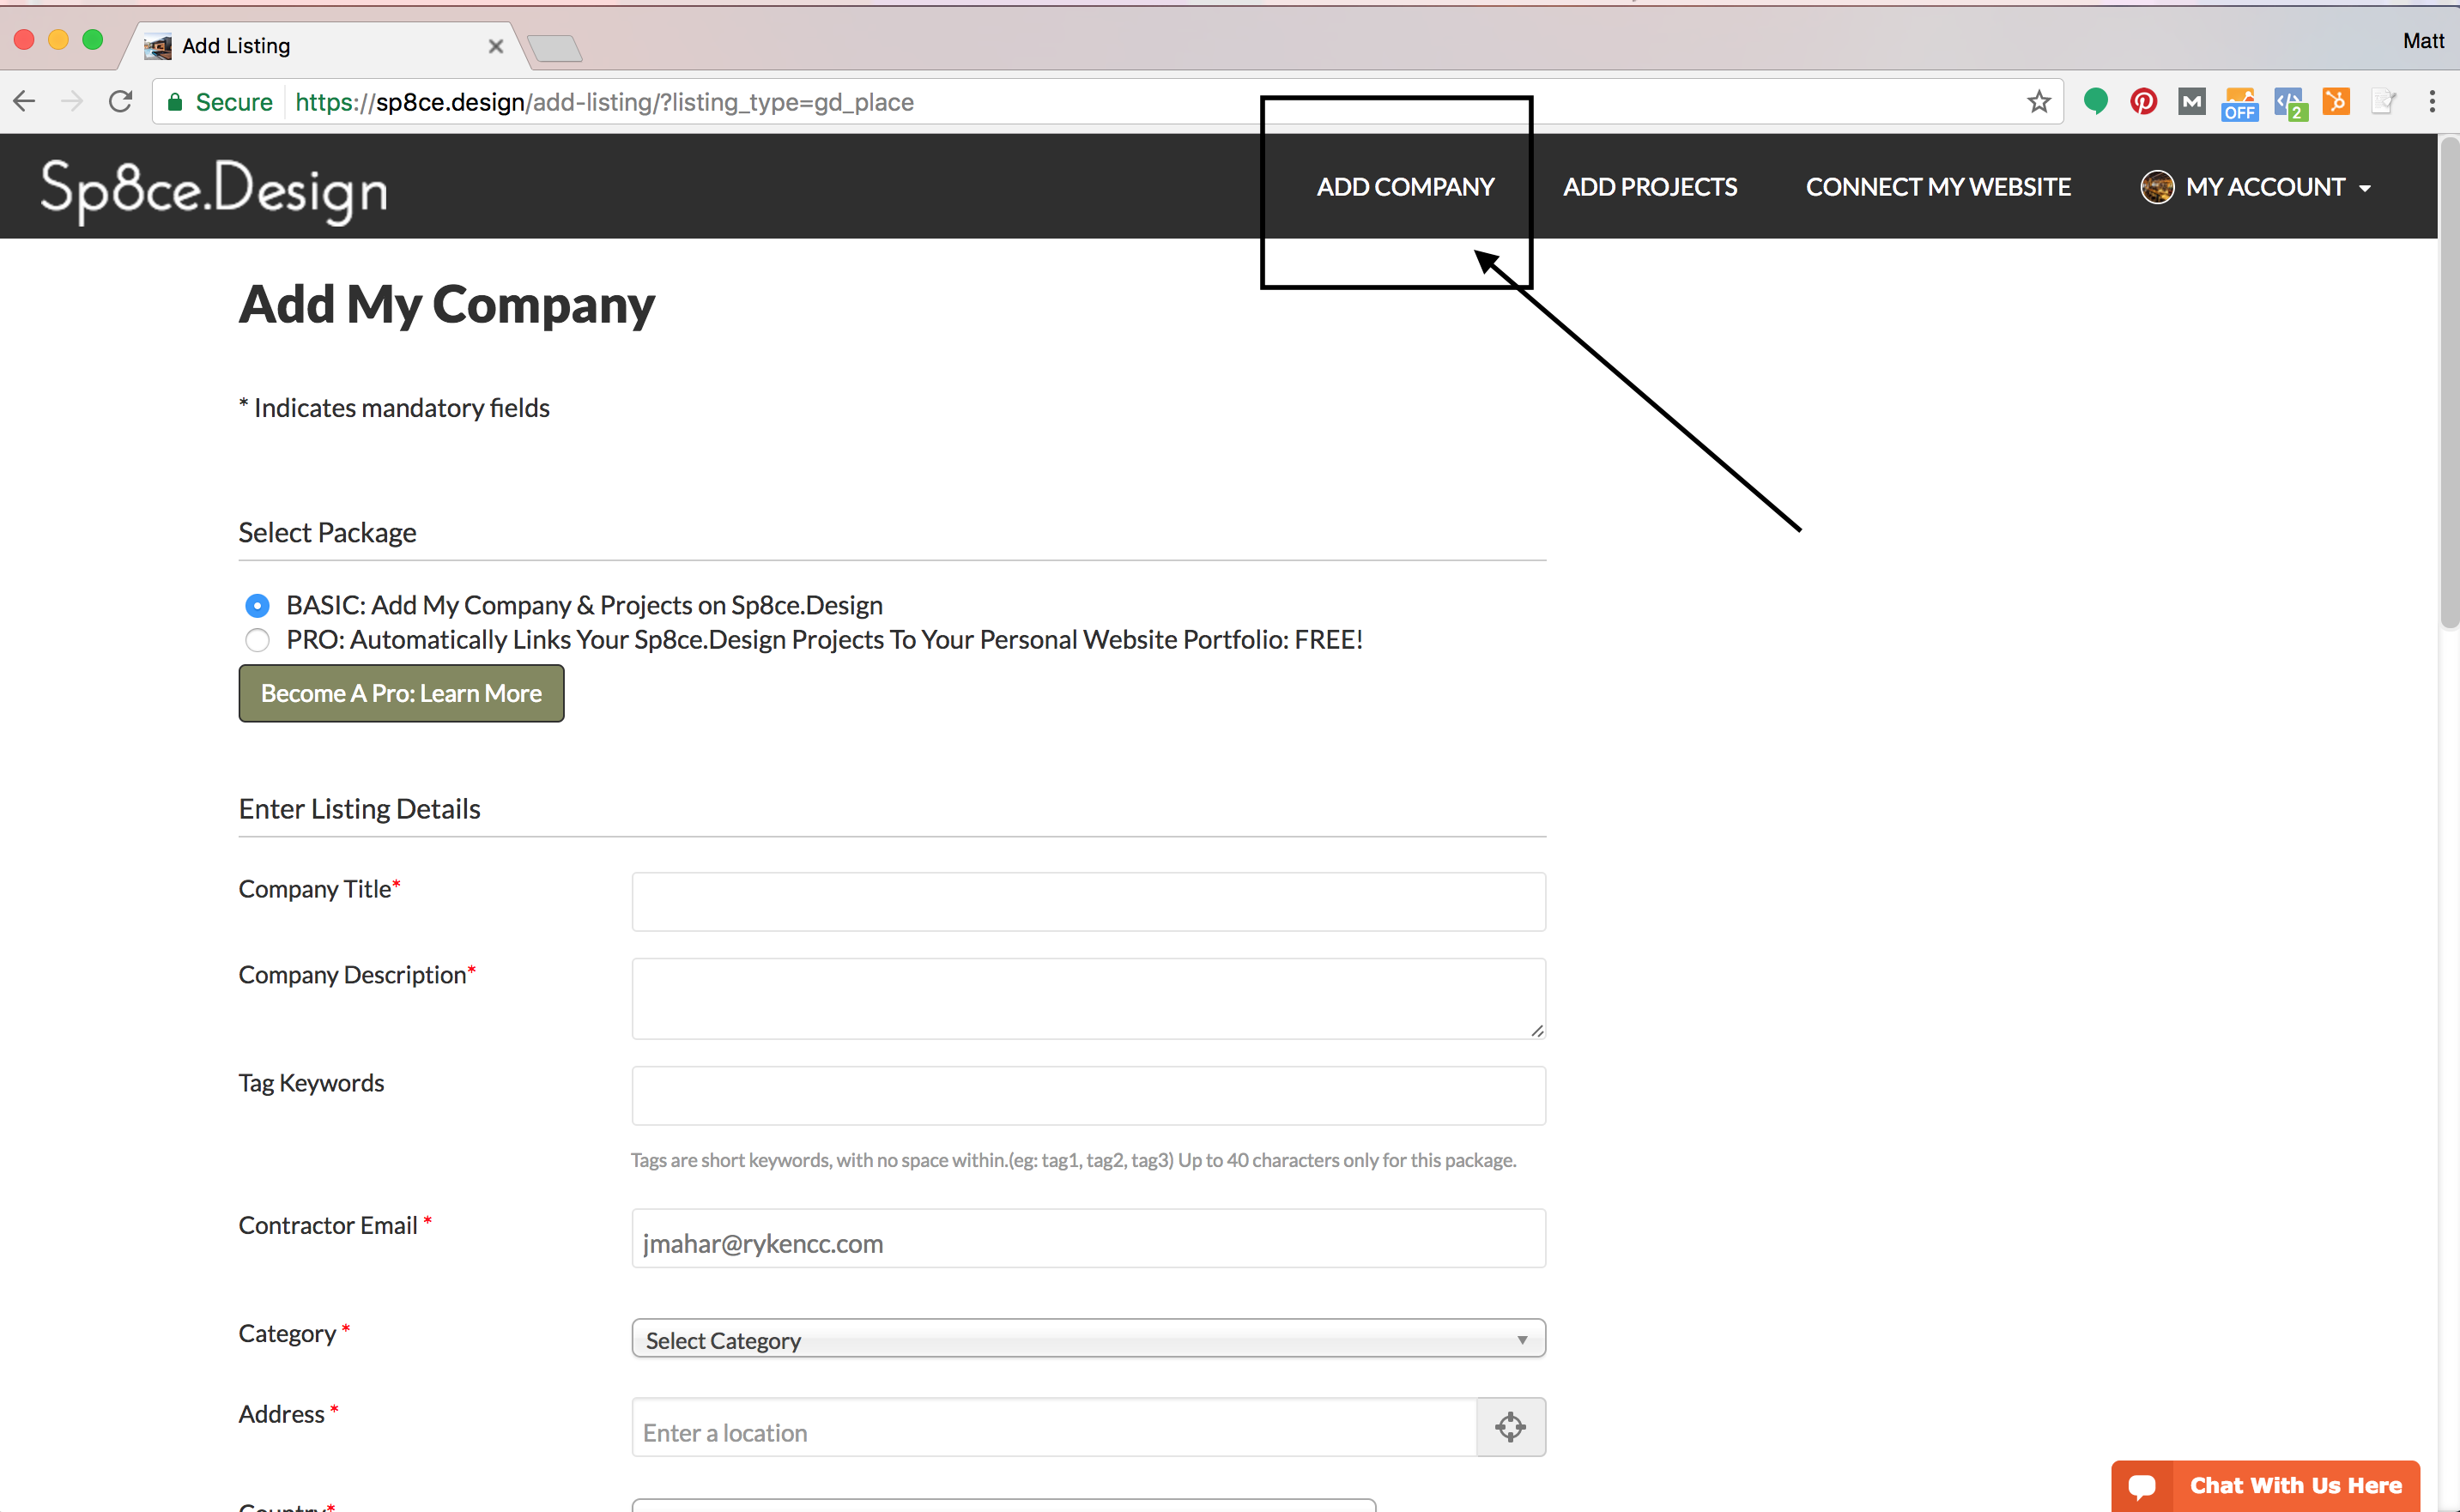 Add Listing
Matt
Secure https://sp8ce.design/add-listing/?listing_type=gd_place
OFF
2
Sp8ce.Design
ADD COMPANY
ADD PROJECTS
CONNECT MY WEBSITE
MY ACCOUNT
Add My Company
* Indicates mandatory fields
Select Package
BASIC: Add My Company & Projects on Sp8ce.Design
PRO: Automatically Links Your Sp8ce.Design Projects To Your Personal Website Portfolio: FREE!
Become A Pro: Learn More
Enter Listing Details
Company Title*
Company Description*
Tag Keywords
Tags are short keywords, with no space within.(eg: tag1, tag2, tag3) Up to 40 characters only for this package.
Contractor Email *
jmahar@rykencc.com
Category *
Select Category
Address *
Enter a location
Country*
Chat With Us Here